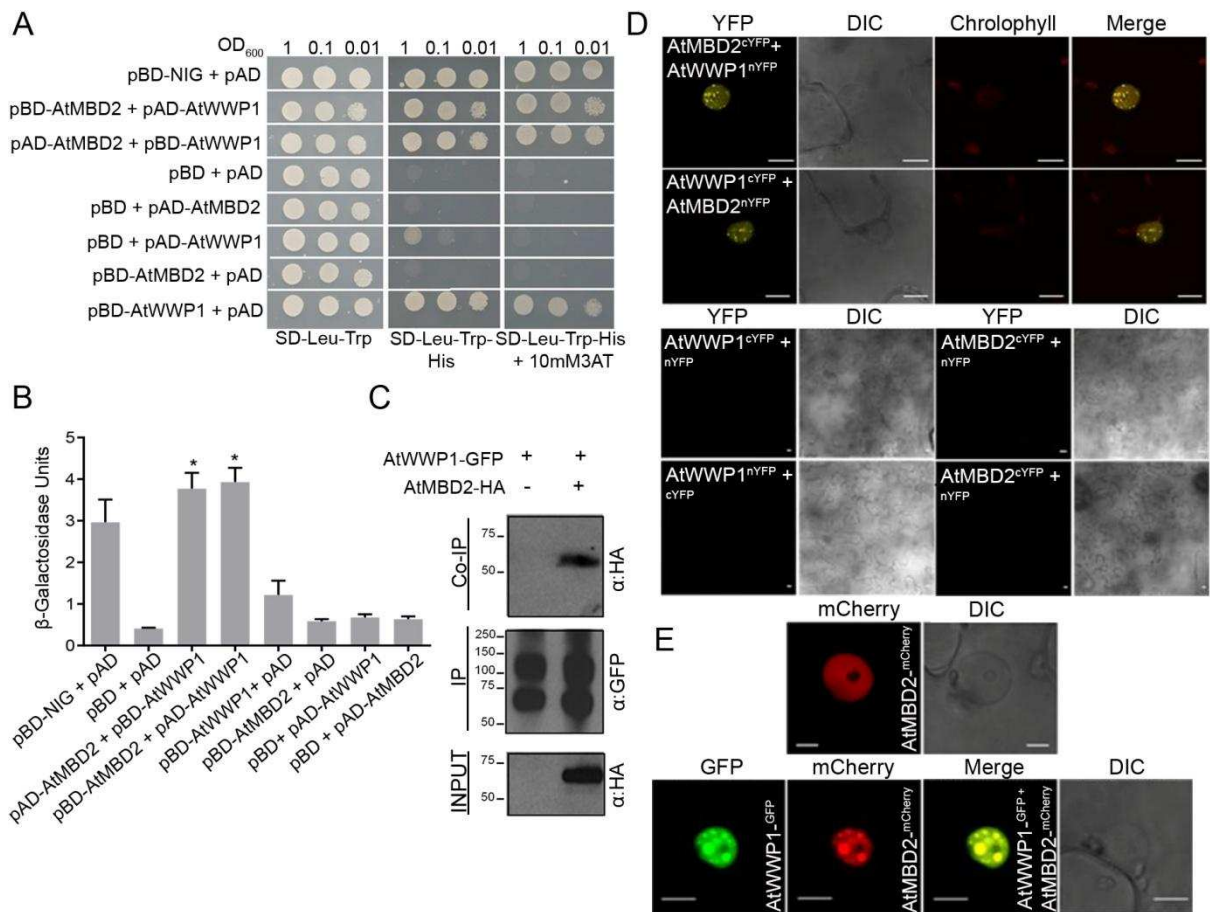 A
OD600
1 0.1 0.01 1 0.1 0.01 1 0.1 0.01
pBD-NIG + pAD
pBD-AtMBD2 + pAD-AtWWP1
pAD-AtMBD2 + pBD-AtWWP1
pBD + pAD
pBD + pAD-AtMBD2
pBD + pAD-AtWWP1
pBD-AtMBD2 + pAD
pBD-AtWWP1 + pAD
SD-Leu-Trp
SD-Leu-Trp-
His
SD-Leu-Trp-His
+ 10mM3AT
B
β-Galactosidase Units
5
4
3
2
1
0
* *
pBD-NIG + pAD
pBD + pAD
pAD-AtMBD2 + pBD-AtWWP1
pBD-AtMBD2 + pAD-AtWWP1
pBD-AtWWWP1+ pAD
pBD-AtMBD2 + pAD
pBD+ pAD-AtWWP1
pBD + pAD-AtMBD2
C
AtWWP1-GFP + +
AtMBD2-HA - +
Co-IP
75
50
α:HA
IP
250
150
100
75
50
α:GFP
INPUT
75
50
α:HA
D
YFP DIC Chrolophyll Merge
AtMBD2cYFP+
AtWWP1nYFP
AtWWP1cYFP +
AtMBD2nYFP
YFP DIC YFP DIC
AtWWP1cYFP +
nYFP
AtMBD2cYFP +
nYFP
AtWWP1nYFP +
cYFP
AtMBD2cYFP +
nYFP
E
mCherry DIC
AtMBD2-mCherry
GFP mCherry Merge DIC
AtWWP1-GFP
AtMBD2-mCherry
AtWWP1-GFP +
AtMBD2-mCherry